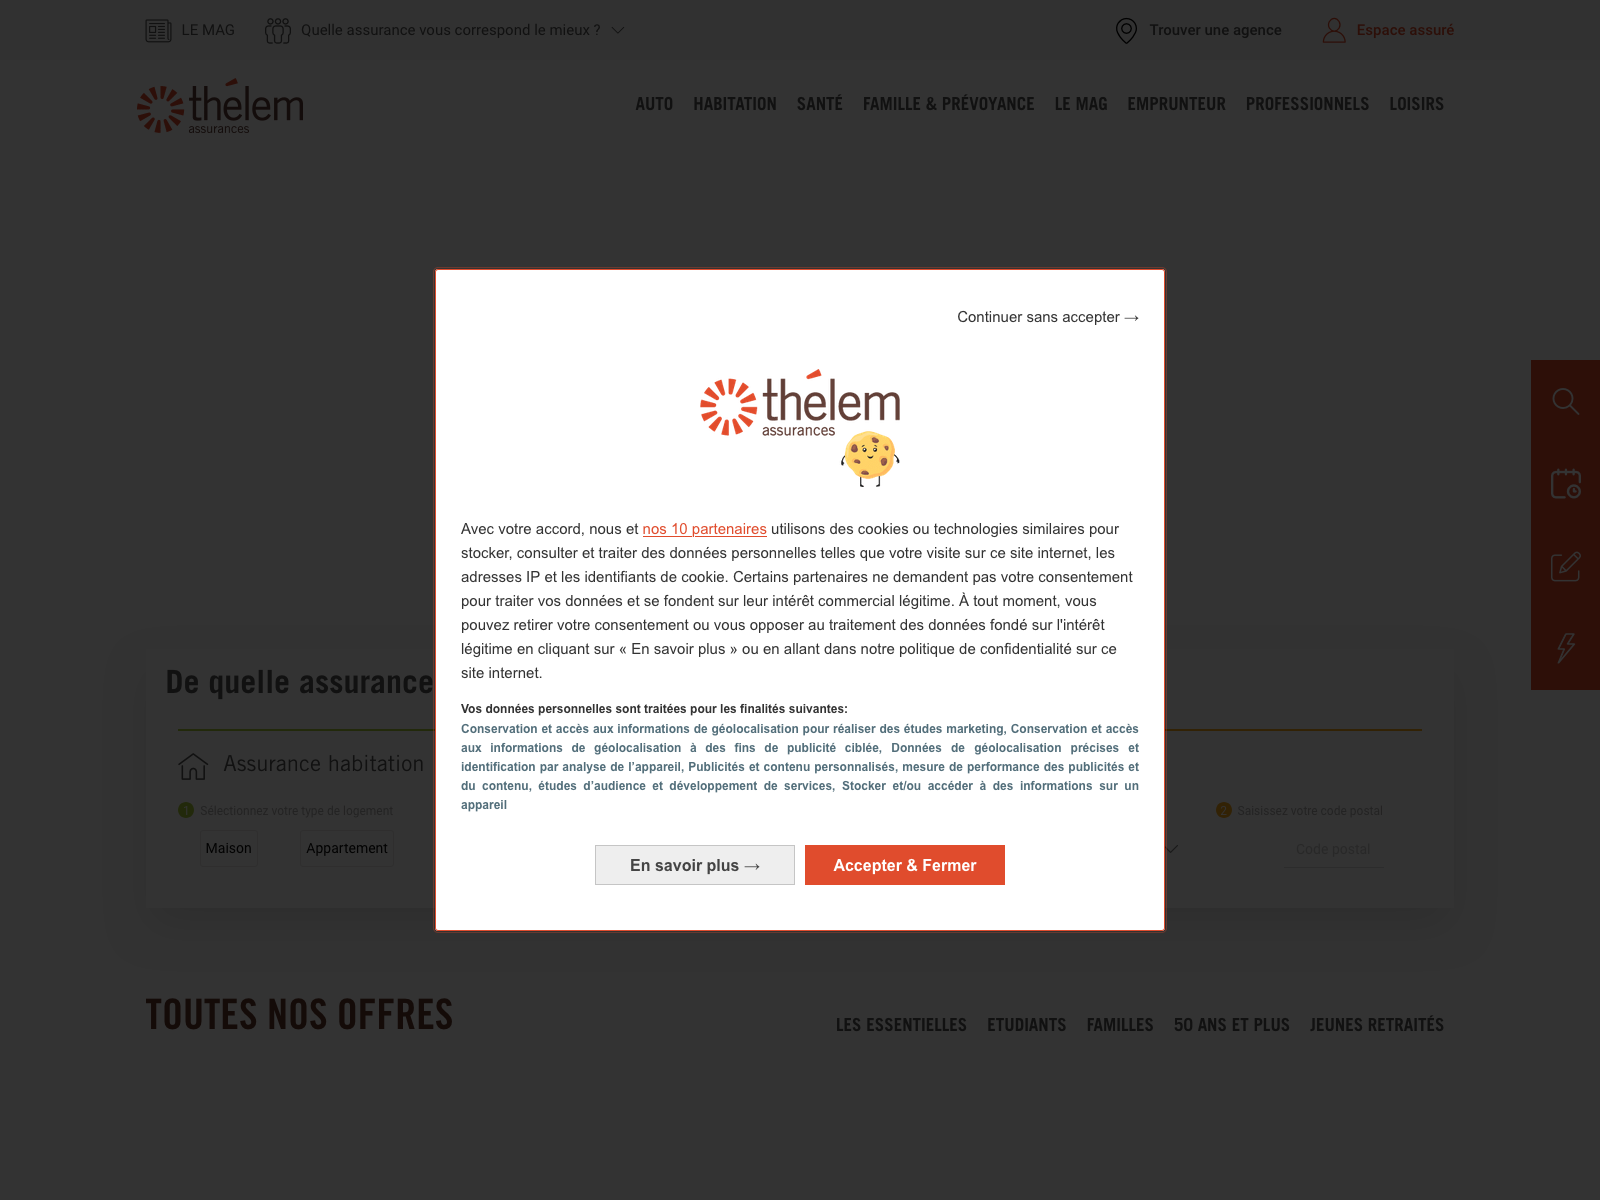 LE MAG
Quelle assurance vous correspond le mieux ?
Trouver une agence
Espace assuré
thélem
assurances
AUTO HABITATION SANTÉ FAMILLE & PRÉVOYANCE LE MAG EMPRUNTEUR PROFESSIONNELS LOISIRS
Continuer sans accepter →
thélem
assurances
Avec votre accord, nous et nos 10 partenaires utilisons des cookies ou technologies similaires pour
stocker, consulter et traiter des données personnelles telles que votre visite sur ce site internet, les
adresses IP et les identifiants de cookie. Certains partenaires ne demandent pas votre consentement
pour traiter vos données et se fondent sur leur intérêt commercial légitime. À tout moment, vous
pouvez retirer votre consentement ou vous opposer au traitement des données fondé sur l'intérêt
légitime en cliquant sur « En savoir plus » ou en allant dans notre politique de confidentialité sur ce
site internet.
Vos données personnelles sont traitées pour les finalités suivantes:
Conservation et accès aux informations de géolocalisation pour réaliser des études marketing, Conservation et accès
aux informations de géolocalisation à des fins de publicité ciblée, Données de géolocalisation précises et
identification par analyse de l’appareil, Publicités et contenu personnalisés, mesure de performance des publicités et
du contenu, études d’audience et développement de services, Stocker et/ou accéder à des informations sur un
appareil
En savoir plus →
Accepter & Fermer
De quelle assurance
Assurance habitation
1 Sélectionnez votre type de logement
Maison
Appartement
2 Saisissez votre code postal
Code postal
TOUTES NOS OFFRES
LES ESSENTIELLES ETUDIANTS FAMILLES 50 ANS ET PLUS JEUNES RETRAITÉS